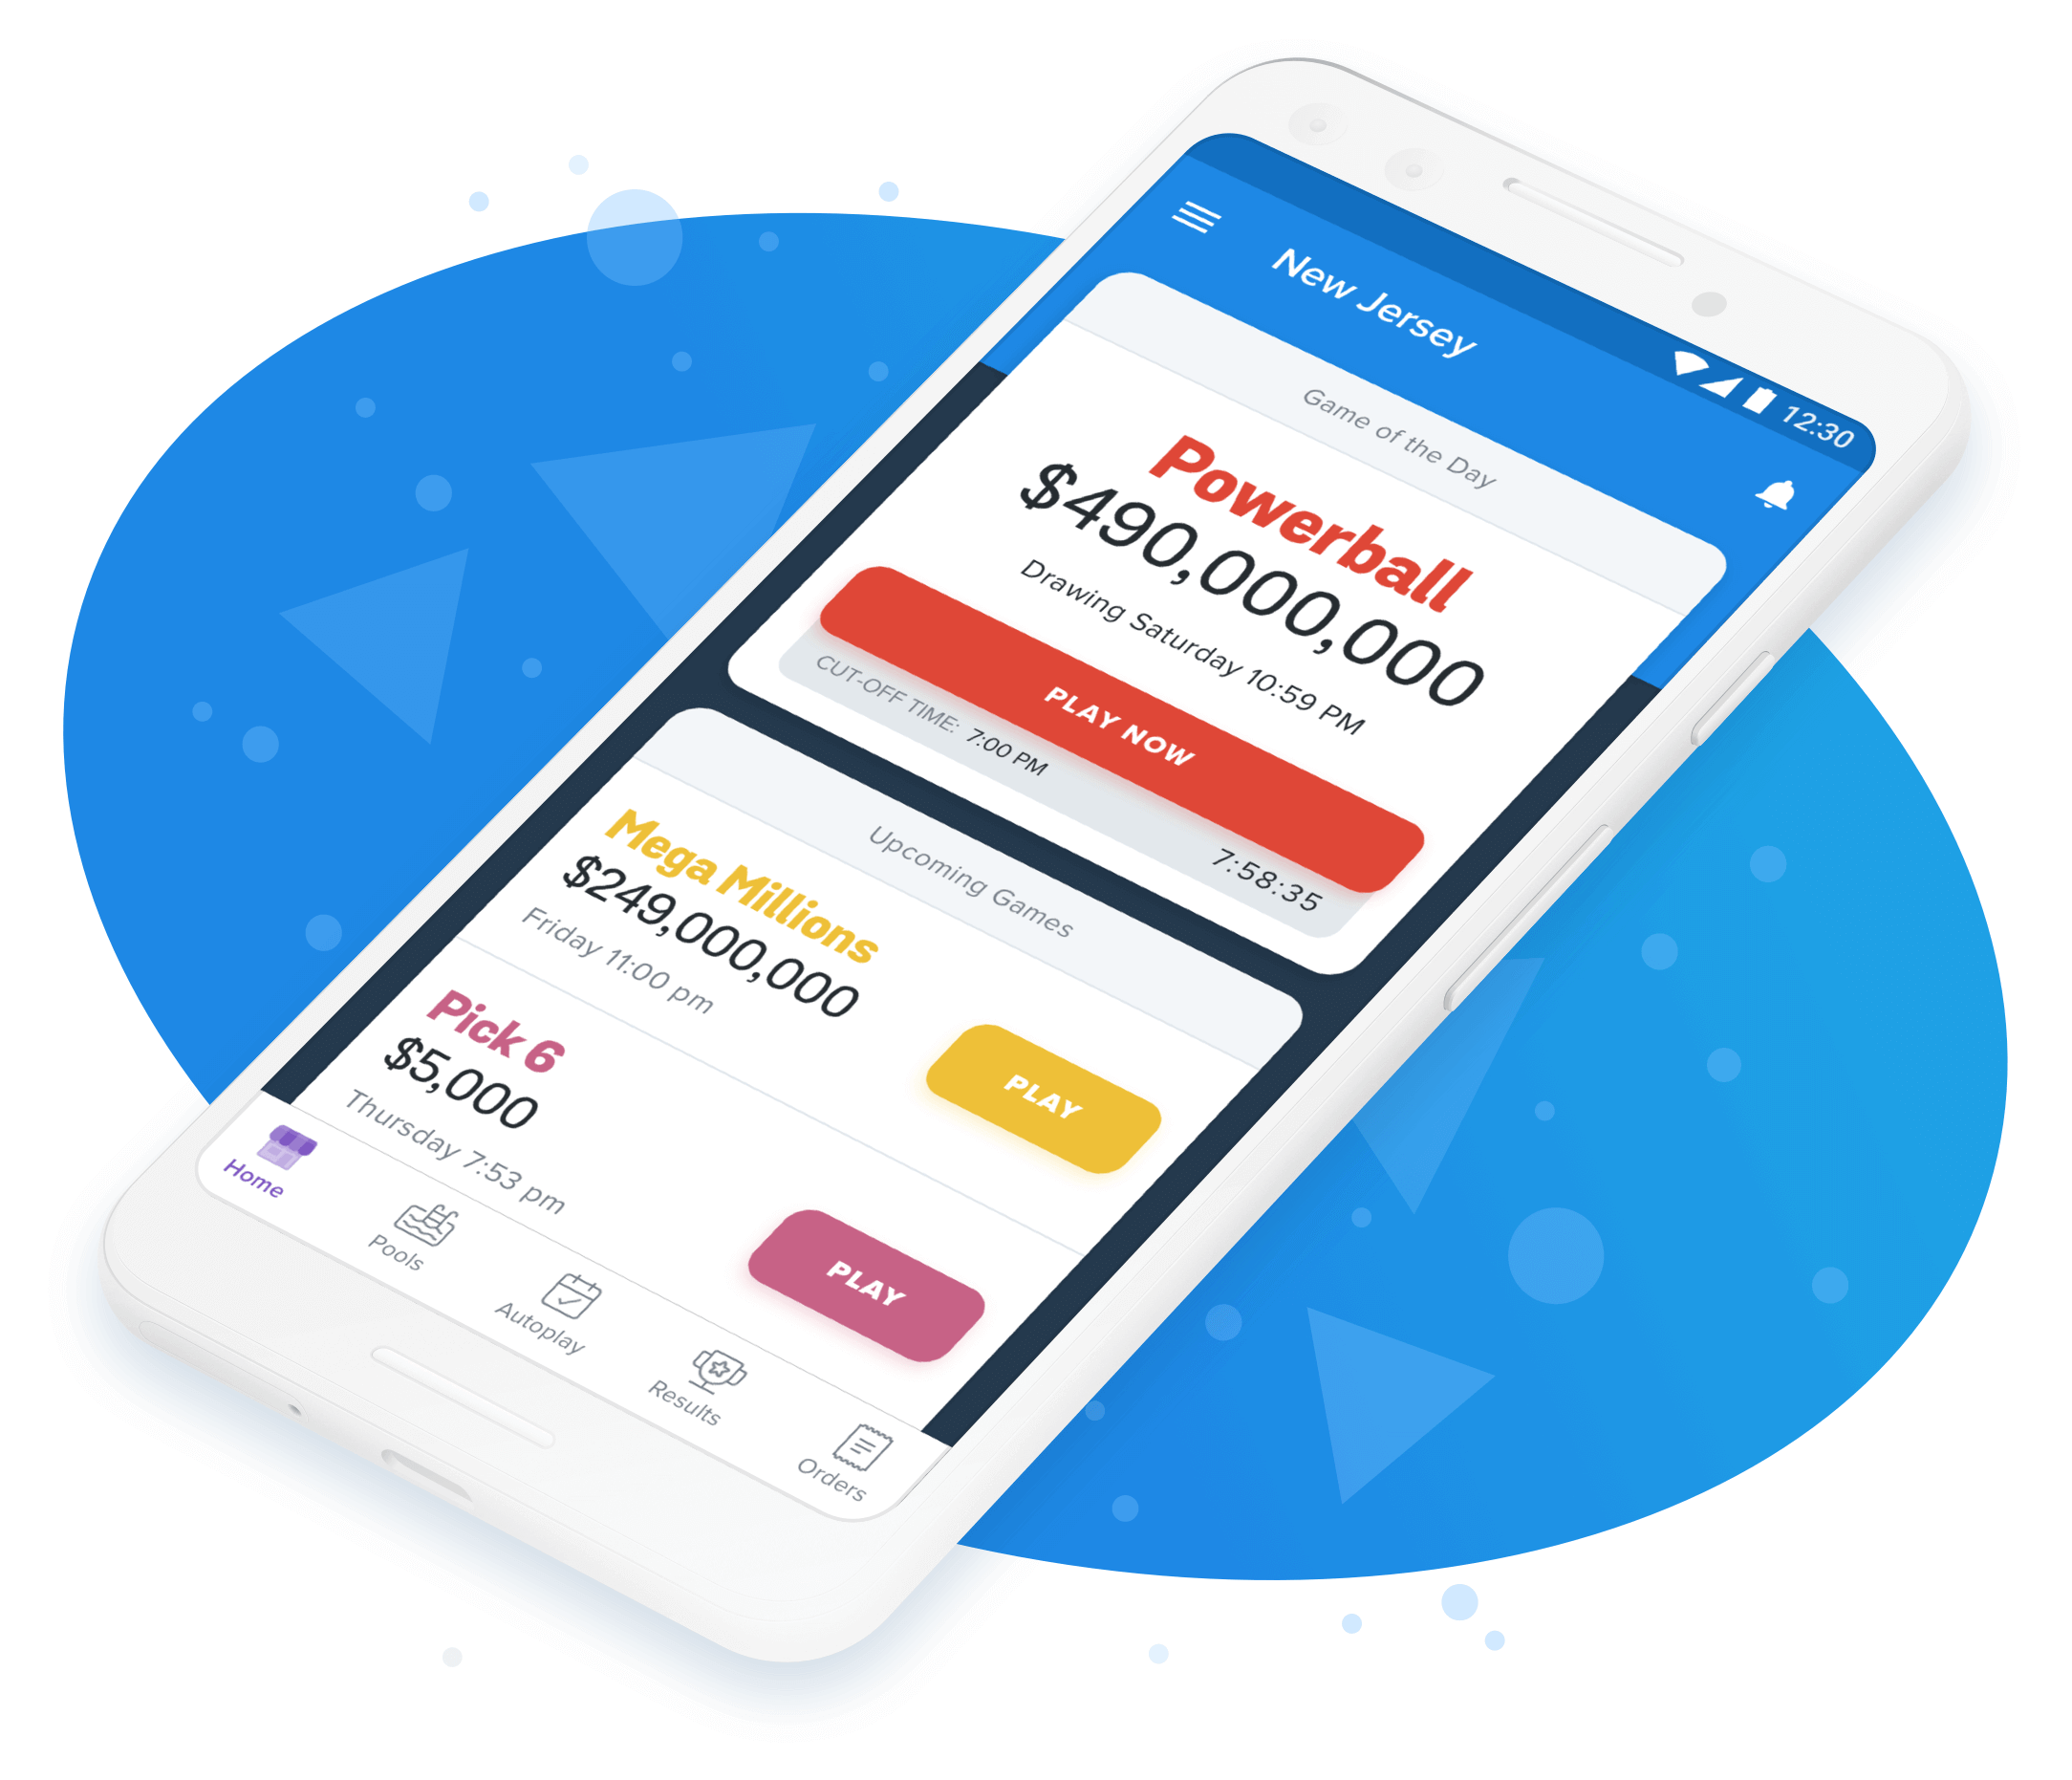 12:30
New Jersey
Game of the Day
Powerball
$490,000,000
Drawing Saturday 10:59 PM
PLAY NOW
CUT-OFF TIME: 7:00 PM 7:58:35
Upcoming Games
Mega Millions
$249,000,000
Friday 11:00 pm
PLAY
Pick 6
$5,000
Thursday 7:53 pm
PLAY
Home
Pools
Autoplay
Results
Orders